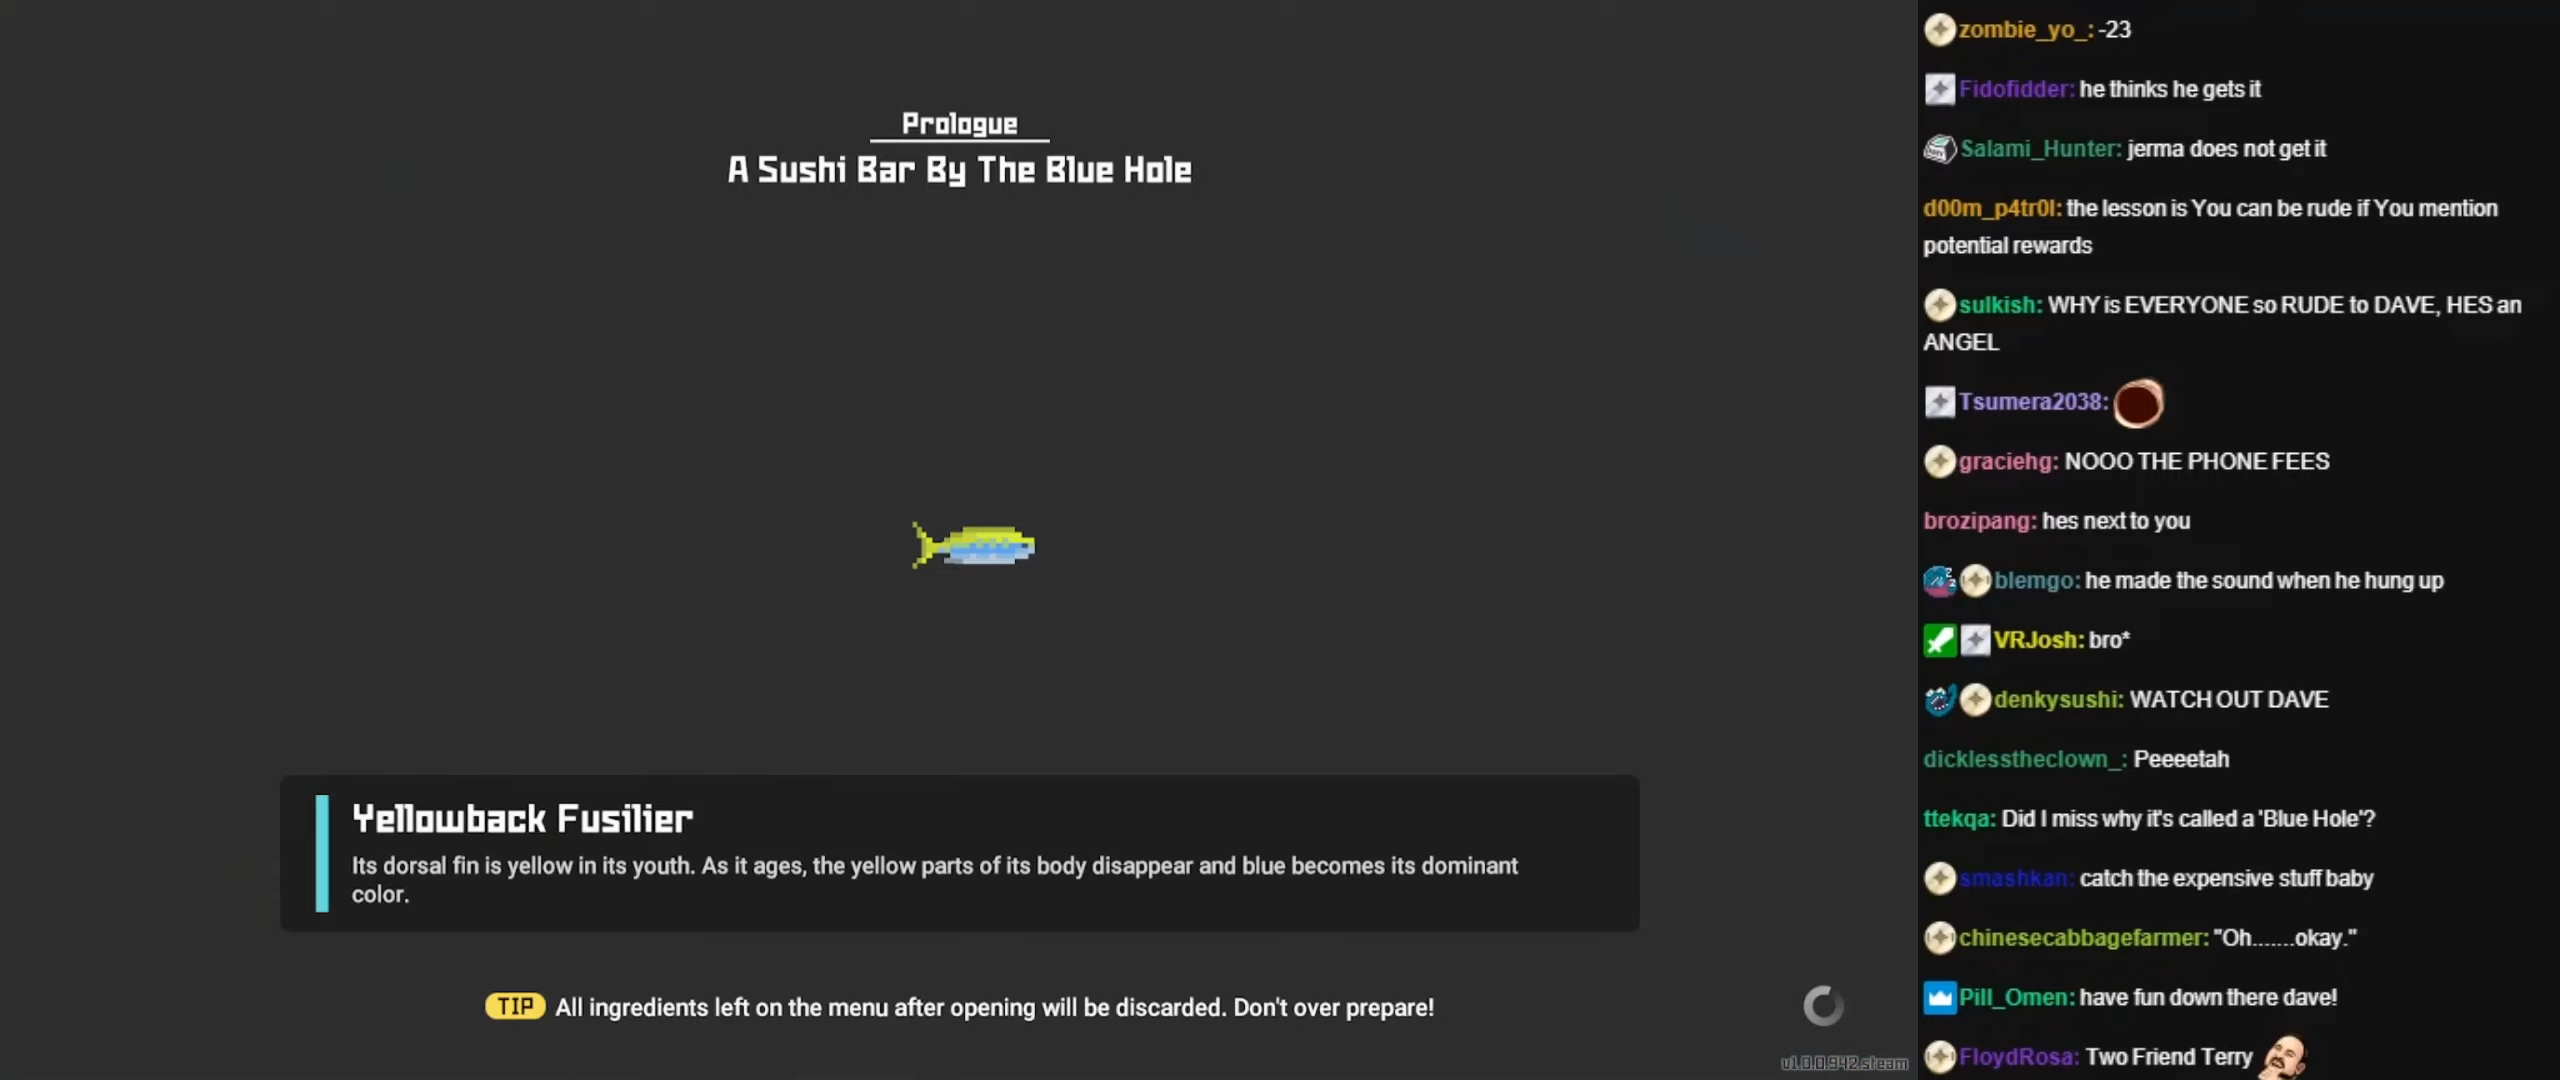 Prologue
A Sushi Bar By The Blue Hole
Yellowback Fusilier
Its dorsal fin is yellow in its youth. As it ages, the yellow parts of its body disappear and blue becomes its dominant
color.
TIP All ingredients left on the menu after opening will be discarded. Don't over prepare!
v1.0.0.942.steam
zombie_yo_: -23
Fidofidder: he thinks he gets it
Salami_Hunter: jerma does not get it
d00m_p4tr0l: the lesson is You can be rude if You mention
potential rewards
sulkish: WHY is EVERYONE so RUDE to DAVE, HES an
ANGEL
Tsumera2038:
graciehg: NOOO THE PHONE FEES
brozipang: hes next to you
blemgo: he made the sound when he hung up
VRJosh: bro*
denkysushi: WATCH OUT DAVE
dicklesstheclown_: Peeeetah
ttekqa: Did I miss why it's called a 'Blue Hole'?
smashkan: catch the expensive stuff baby
chinesecabbagefarmer: "Oh.......okay."
Pill_Omen: have fun down there dave!
FloydRosa: Two Friend Terry